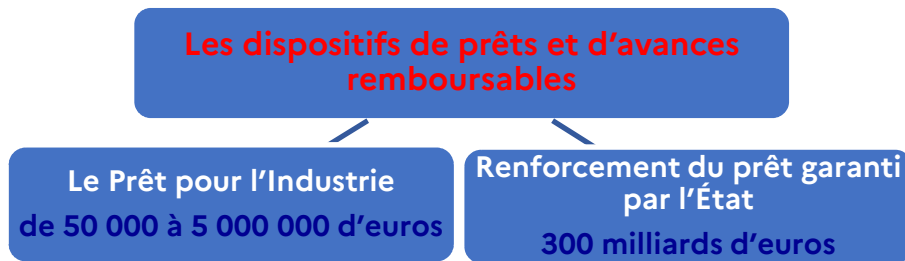 Les dispositifs de prêts et d'avances
remboursables
Le Prêt pour l'Industrie
de 50 000 à 5 000 000 d'euros
Renforcement du prêt garanti
par l'État
300 milliards d'euros